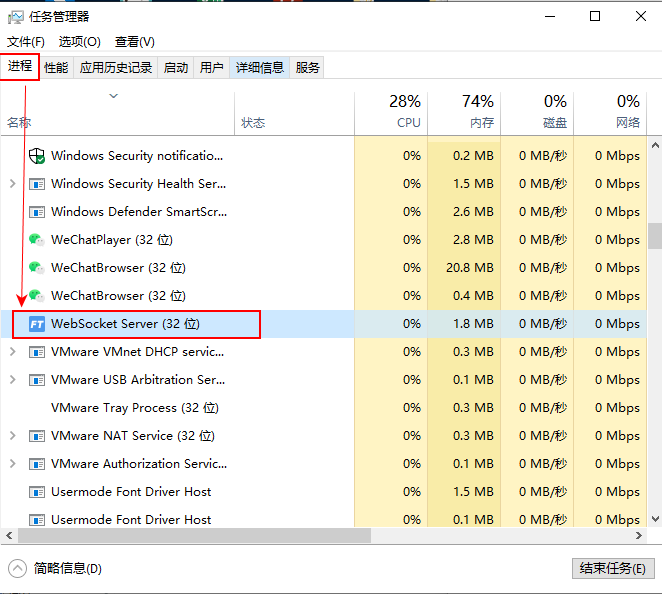 任务管理器
文件(F) 选项(O) 查看(V)
进程 性能 应用历史记录 启动 用户 详细信息 服务
28% 74% 0% 0%
名称 状态 CPU 内存 磁盘 网络
Windows Security notificatio... 0% 0.2 MB 0 MB/秒 0 Mbps
Windows Security Health Ser... 0% 1.5 MB 0 MB/秒 0 Mbps
Windows Defender SmartScr... 0% 2.6 MB 0 MB/秒 0 Mbps
WeChatPlayer (32 位) 0% 2.8 MB 0 MB/秒 0 Mbps
WeChatBrowser (32 位) 0% 20.8 MB 0 MB/秒 0 Mbps
WeChatBrowser (32 位) 0% 0.4 MB 0 MB/秒 0 Mbps
FT WebSocket Server (32 位) 0% 1.8 MB 0 MB/秒 0 Mbps
VMware VMnet DHCP servic... 0% 0.3 MB 0 MB/秒 0 Mbps
VMware USB Arbitration Ser... 0% 0.1 MB 0 MB/秒 0 Mbps
VMware Tray Process (32 位) 0% 0.3 MB 0 MB/秒 0 Mbps
VMware NAT Service (32 位) 0% 0.3 MB 0 MB/秒 0 Mbps
VMware Authorization Servic... 0% 0.1 MB 0 MB/秒 0 Mbps
Usermode Font Driver Host 0% 1.5 MB 0 MB/秒 0 Mbps
Usermode Font Driver Host 0% 0.1 MB 0 MB/秒 0 Mbps
简略信息(D) 结束任务(E)